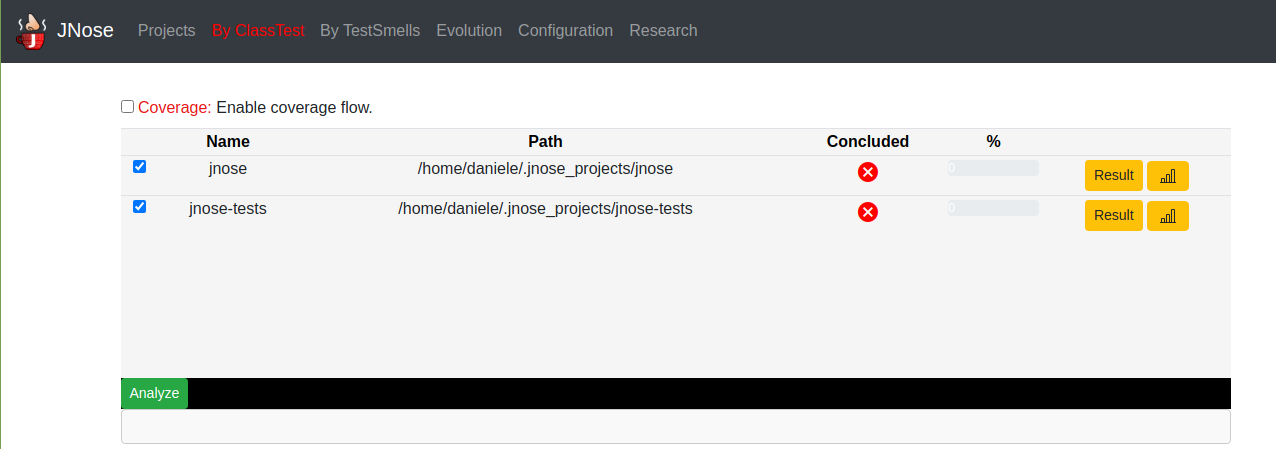 JNose Projects By ClassTest By TestSmells Evolution Configuration Research
Coverage: Enable coverage flow.
Name Path Concluded %
jnose /home/daniele/.jnose_projects/jnose 0 Result
jnose-tests /home/daniele/.jnose_projects/jnose-tests 0 Result
Analyze